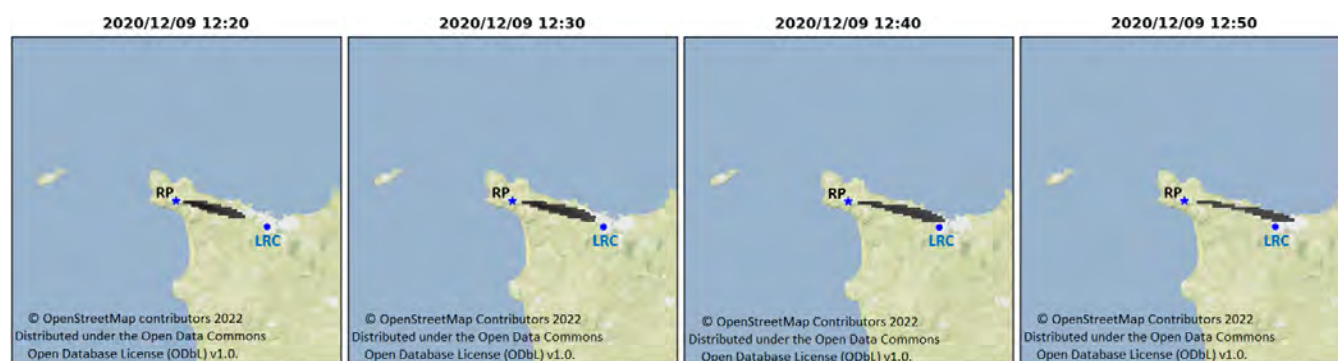 2020/12/09 12:20
RP
LRC
© OpenStreetMap contributors 2022
Distributed under the Open Data Commons
Open Database License (ODbL) v1.0.
2020/12/09 12:30
RP
LRC
© OpenStreetMap Contributors 2022
Distributed under the Open Data Commons
Open Database License (ODbL) v1.0.
2020/12/09 12:40
RP
LRC
© OpenStreetMap Contributors 2022
Distributed under the Open Data Commons
Open Database License (ODbL) v1.0.
2020/12/09 12:50
RP
LRC
© OpenStreetMap Contributors 2022
Distributed under the Open Data Commons
Open Database License (ODbL) v1.0.